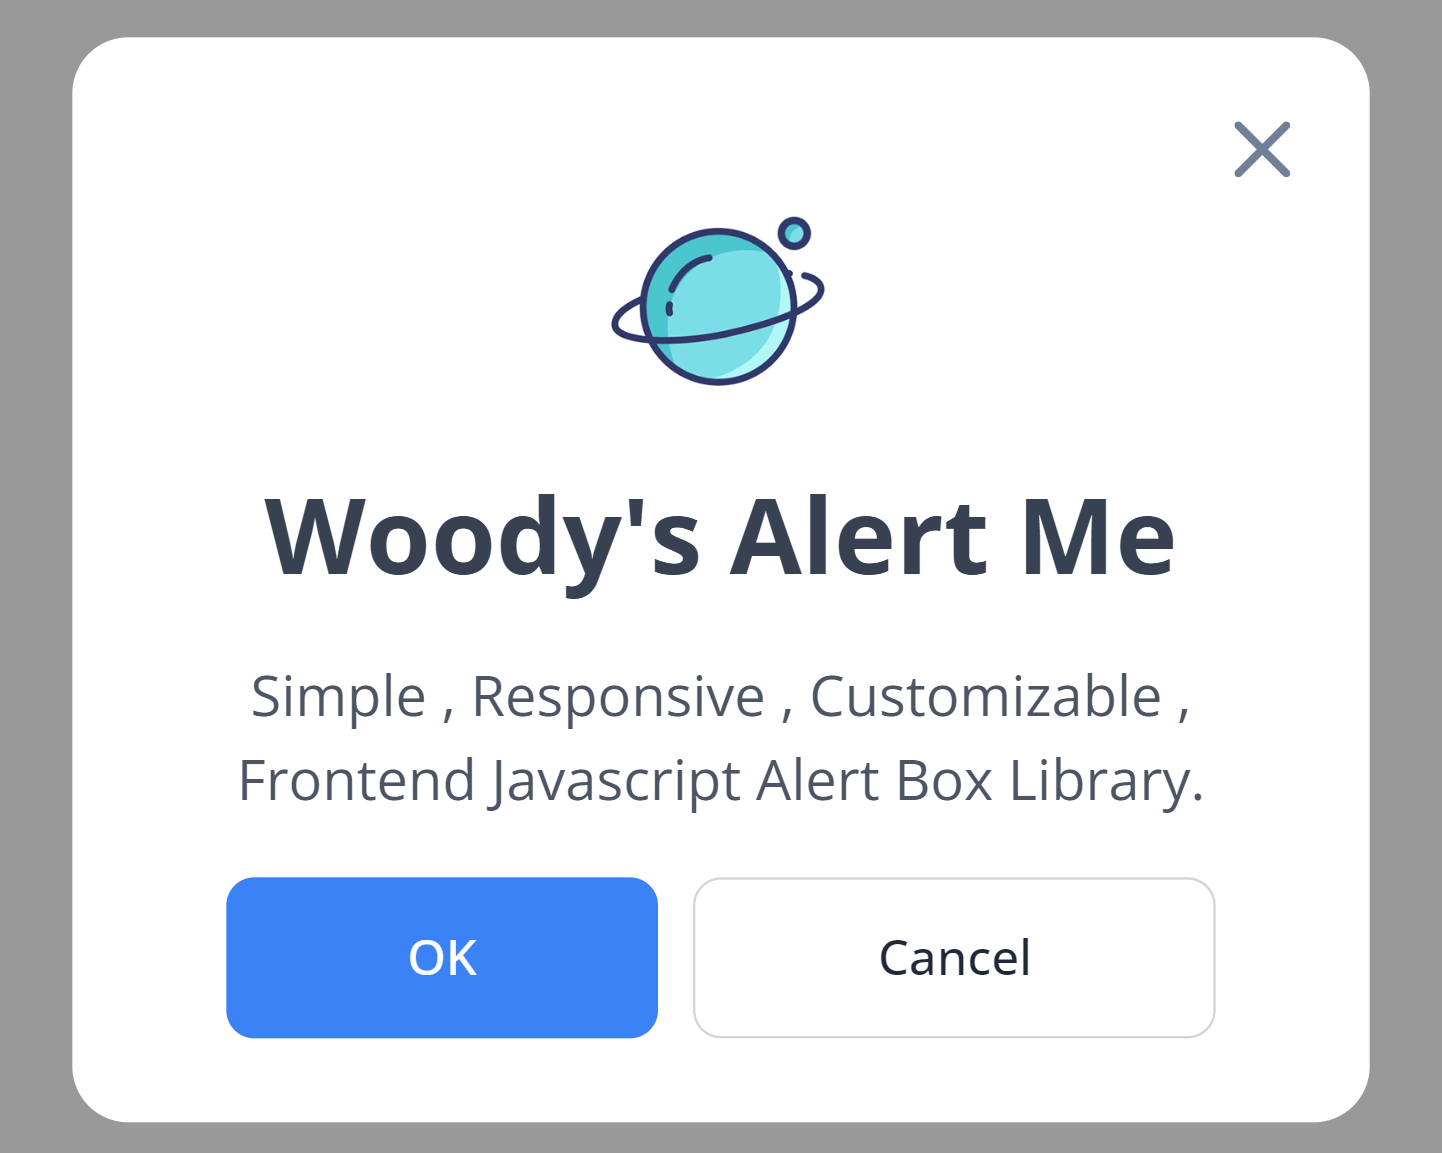 Woody's Alert Me
Simple , Responsive , Customizable ,
Frontend Javascript Alert Box Library.
OK
Cancel